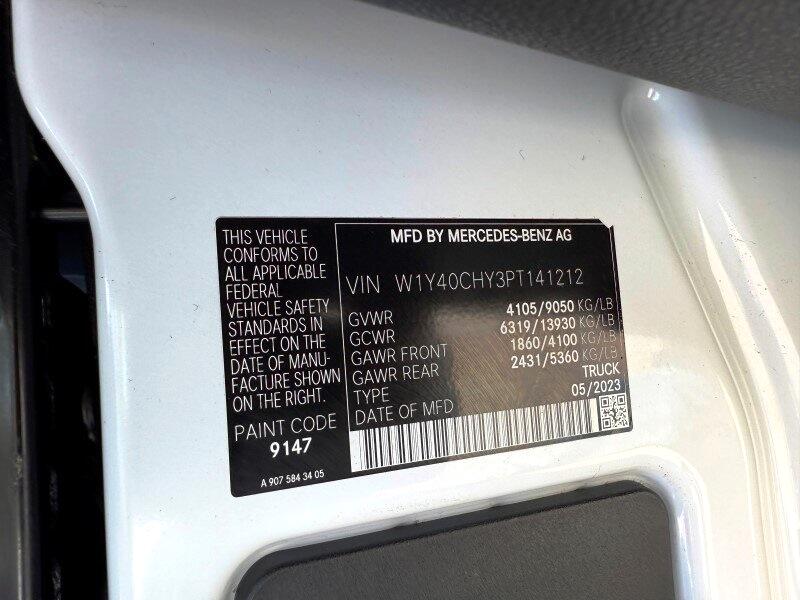 THIS VEHICLE
CONFORMS TO
ALL APPLICABLE
FEDERAL
VEHICLE SAFETY
STANDARDS IN
EFFECT ON THE
DATE OF MANU-
FACTURE SHOWN
ON THE RIGHT.
PAINT CODE
9147
A 907 584 34 05
MFD BY MERCEDES-BENZ AG
VIN W1Y40CHY3PT141212
GVWR 4105/9050 KG/LB
GCWR 6319/13930 KG/LB
GAWR FRONT 1860/4100 KG/LB
GAWR REAR 2431/5360 KG/LB
TYPE TRUCK
DATE OF MFD 05/2023